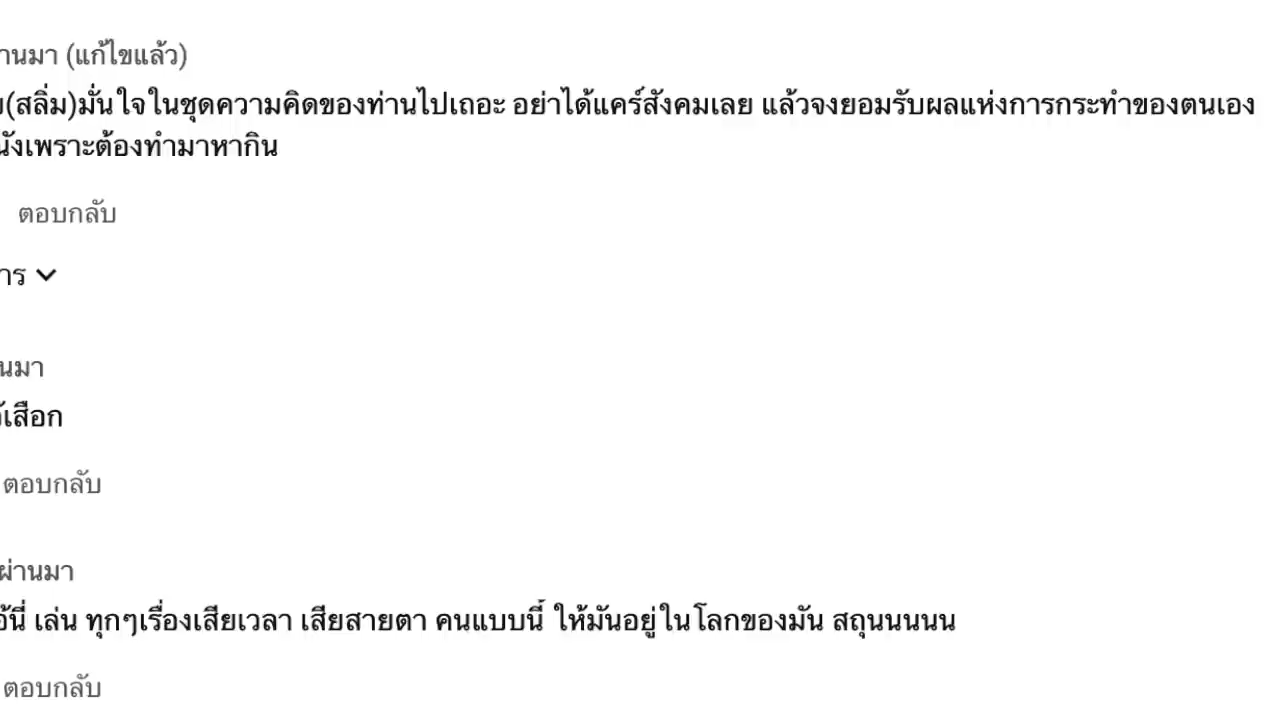 านมา (แก้ไขแล้ว)
(สลิ่ม)มั่นใจในชุดความคิดของท่านไปเถอะ อย่าได้แคร์สังคมเลย แล้วจงยอมรับผลแห่งการกระทำของตนเอง
นังเพราะต้องทำมาหากิน
ตอบกลับ
าร
นมา
เสือก
ตอบกลับ
ผ่านมา
อ้นี่ เล่น ทุกๆเรื่องเสียเวลา เสียสายตา คนแบบนี้ ให้มันอยู่ในโลกของมัน สถุนนนนน
ตอบกลับ